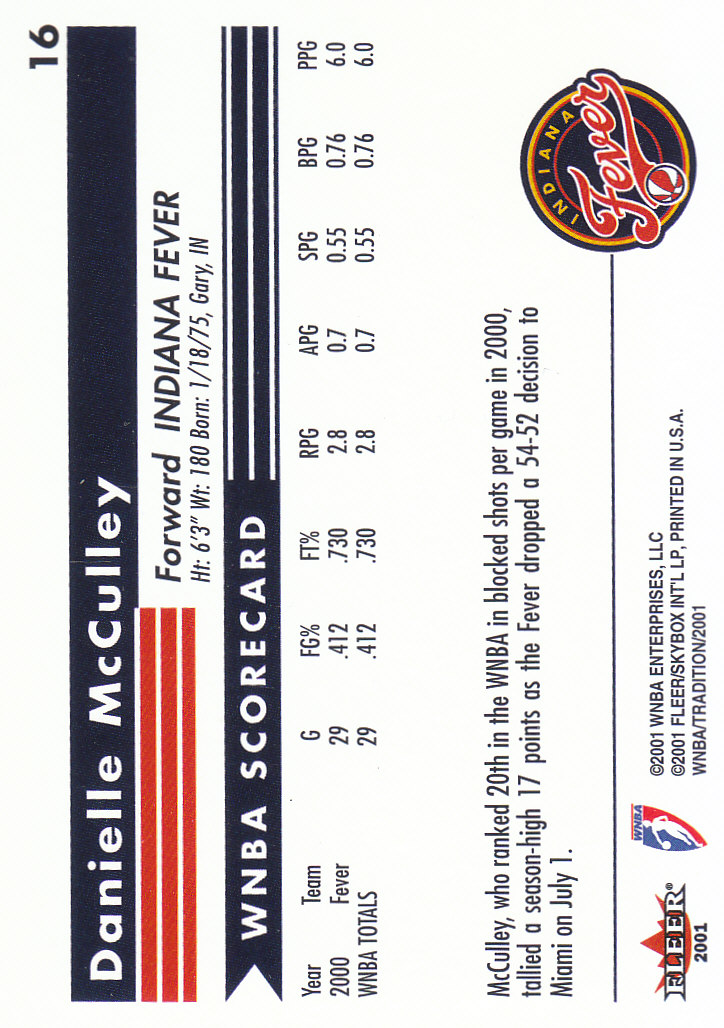 16
Danielle McCulley
Forward INDIANA FEVER
Ht: 6'3" Wt: 180 Born: 1/18/75, Gary, IN
WNBA SCORECARD
Year Team G FG% FT% RPG APG SPG BPG PPG
2000 Fever 29 .412 .730 2.8 0.7 0.55 0.76 6.0
WNBA TOTALS 29 .412 .730 2.8 0.7 0.55 0.76 6.0
McCulley, who ranked 20th in the WNBA in blocked shots per game in 2000,
tallied a season-high 17 points as the Fever dropped a 54-52 decision to
Miami on July 1.
INDIANA
Fever
FLEER®
2001
WNBA
©2001 WNBA ENTERPRISES, LLC
©2001 FLEER/SKYBOX INT'L LP, PRINTED IN U.S.A.
WNBA/TRADITION/2001